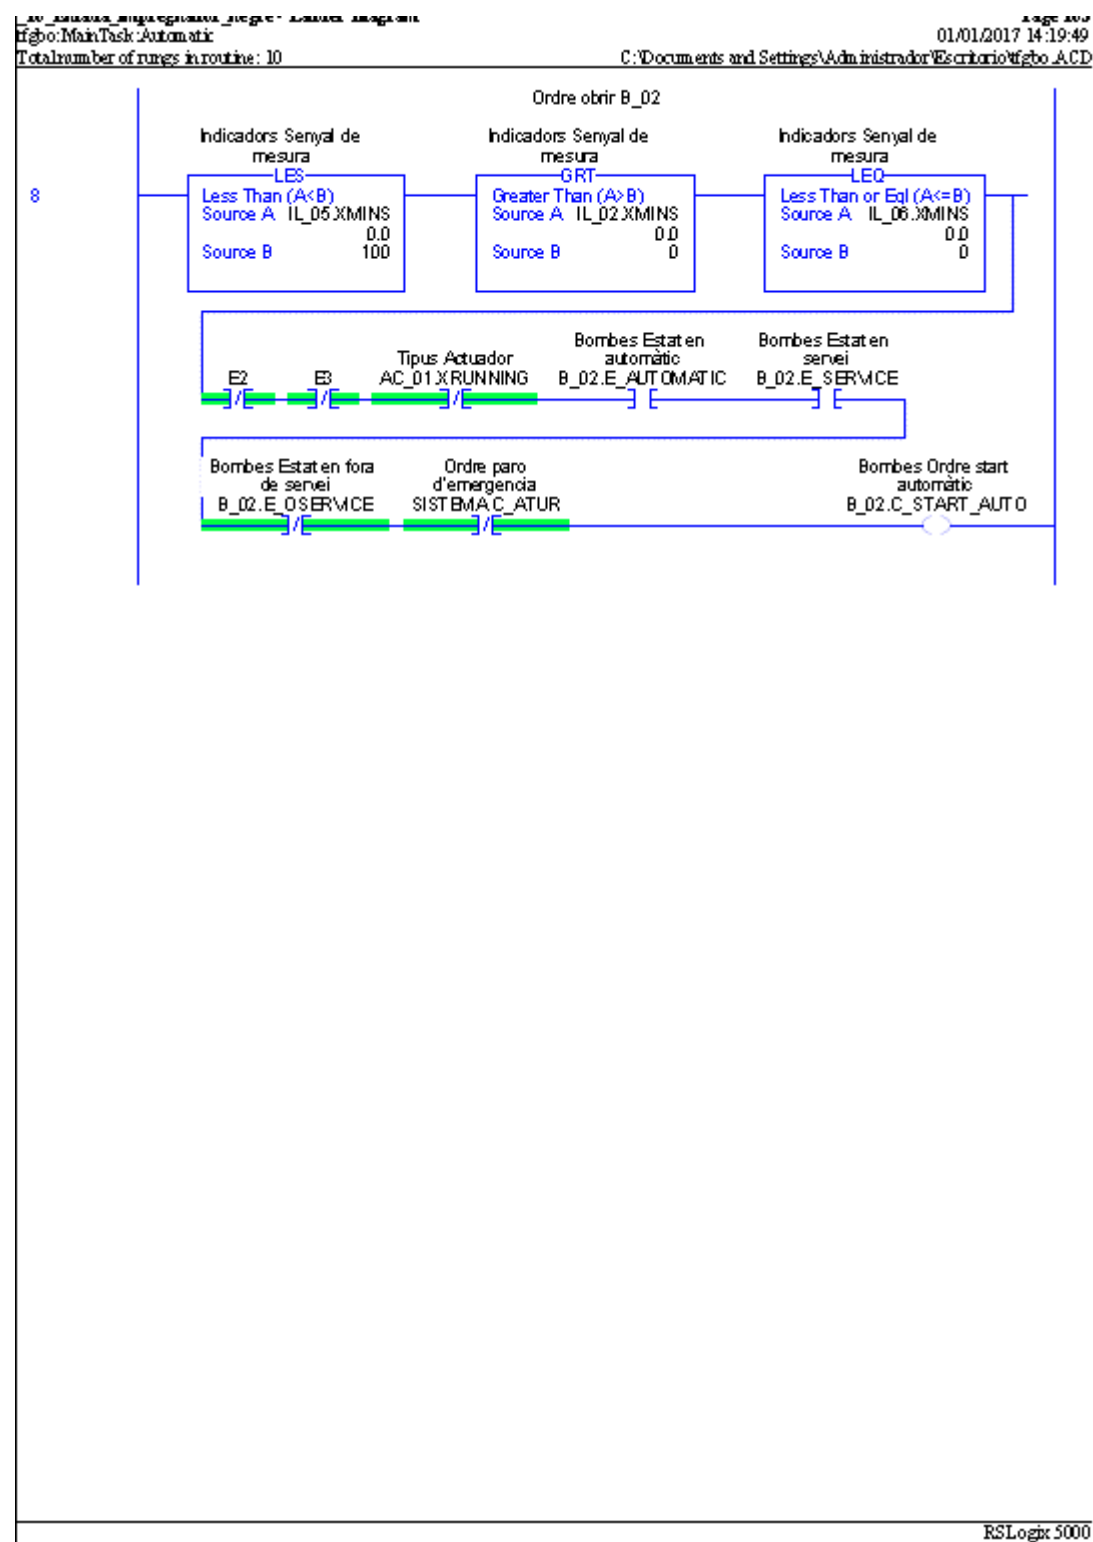 tfgbo:MainTask:Automatic
01/01/2017 14:19:49
Total number of rungs in routine: 10
C:\Documents and Settings\Administrador\Escritorio\tfgbo.ACD
Ordre obrir B_02
Indicadors Senyal de mesura
Indicadors Senyal de mesura
Indicadors Senyal de mesura
LES
GRT
LEQ
8
Less Than (A<B)
Greater Than (A>B)
Less Than or Eql (A<=B)
Source A IL_05.XMINS
Source A IL_02.XMINS
Source A IL_06.XMINS
0.0
0.0
0.0
Source B 100
Source B 0
Source B 0
Bombes Estat en automàtic
Bombes Estat en servei
Tipus Actuador
E2
E3
AC_01.XRUNNING
B_02.E_AUTOMATIC
B_02.E_SERVICE
Bombes Estat en fora de servei
Ordre paro d'emergencia
Bombes Ordre start automàtic
B_02.E_OSERVICE
SISTEMA.C_ATUR
B_02.C_START_AUTO
RSLogix 5000